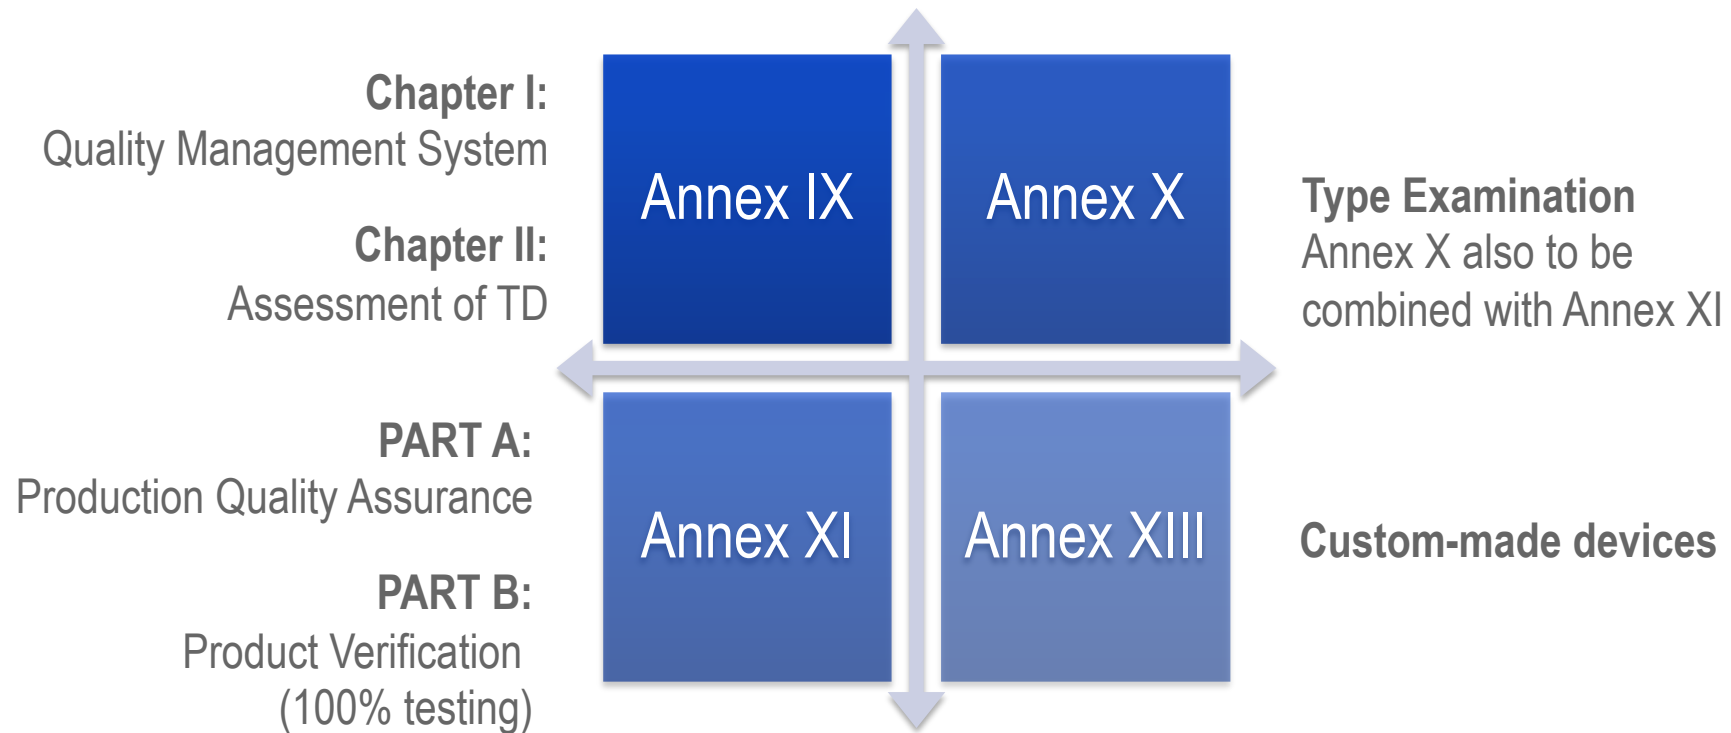 Chapter I:
Quality Management System
Chapter II:
Assessment of TD
Annex IX
Annex X
Type Examination
Annex X also to be
combined with Annex XI
PART A:
Production Quality Assurance
PART B:
Product Verification
(100% testing)
Annex XI
Annex XIII
Custom-made devices